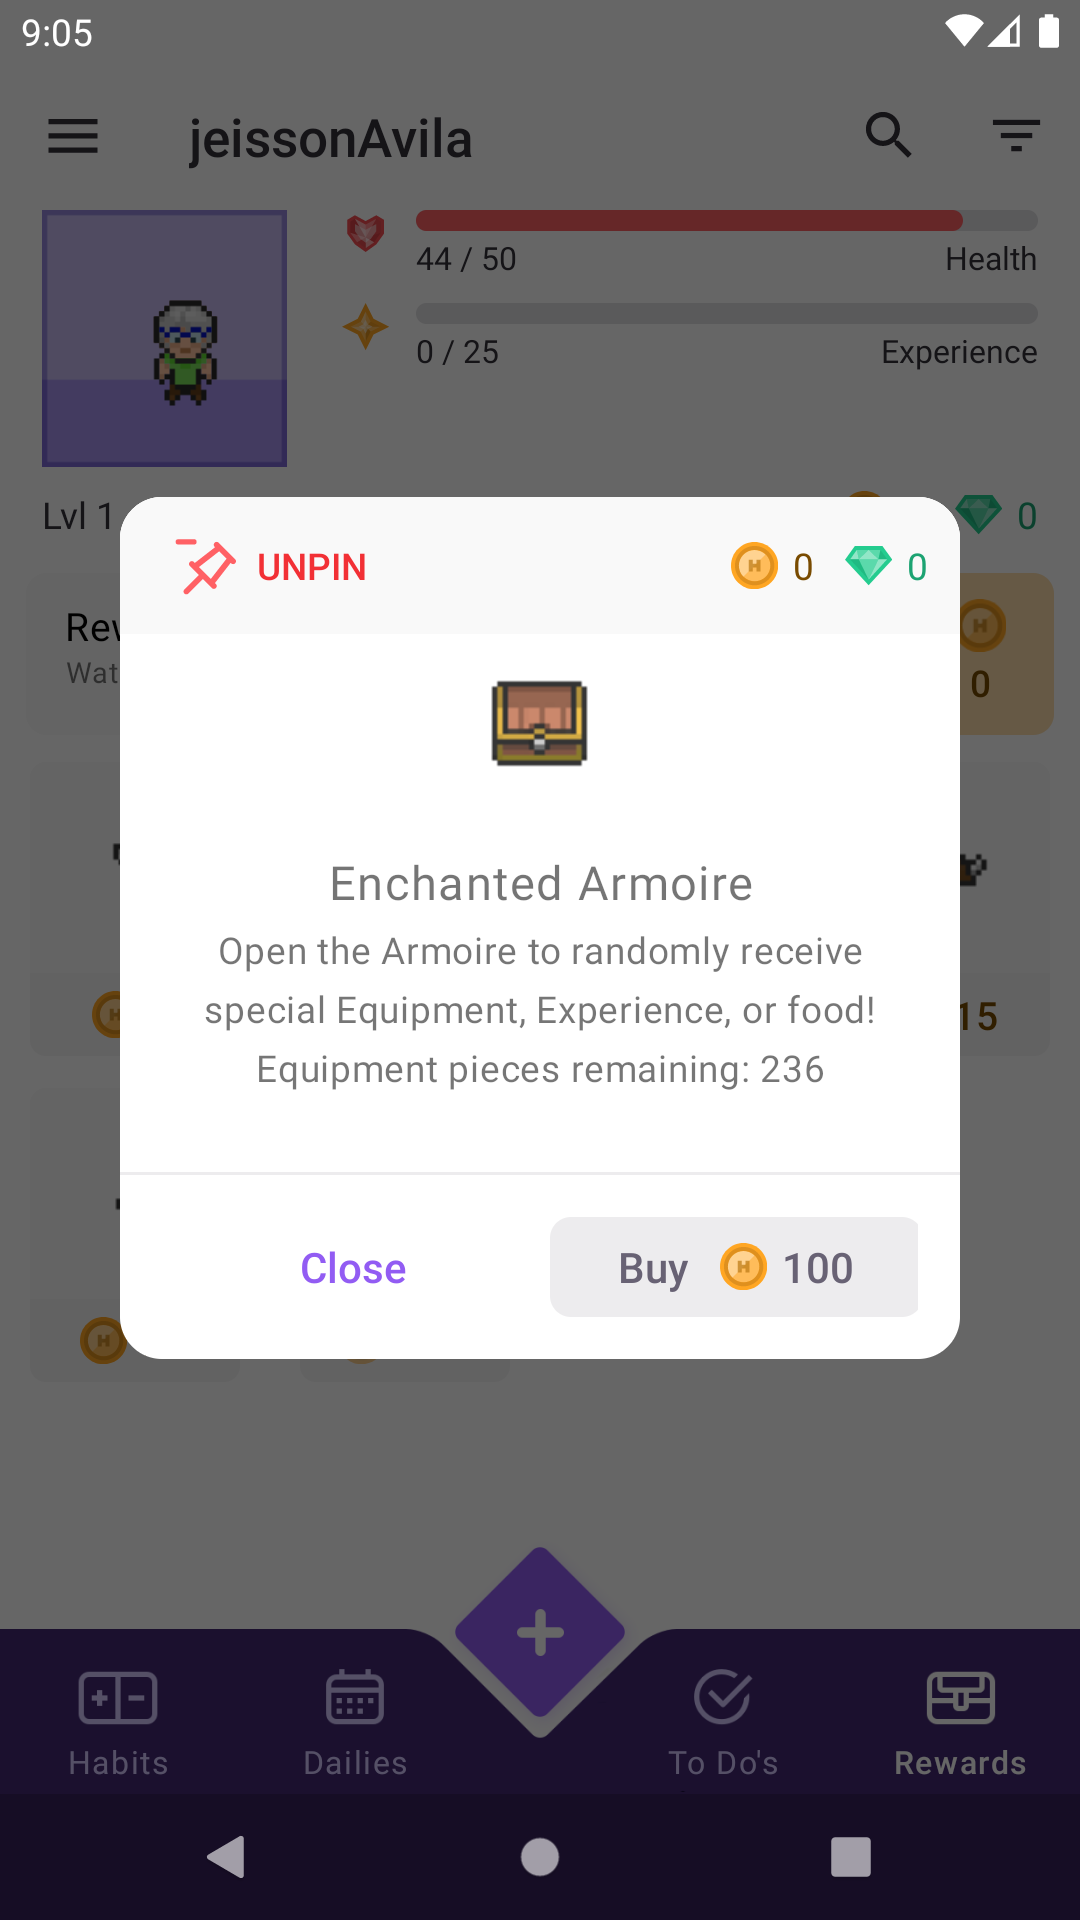 9:05
jeissonAvila
44 / 50 Health
0 / 25 Experience
Lvl 1
0
UNPIN
0 0
0
Enchanted Armoire
Open the Armoire to randomly receive
special Equipment, Experience, or food!
Equipment pieces remaining: 236
15
Close
Buy 100
Habits
Dailies
To Do's
Rewards